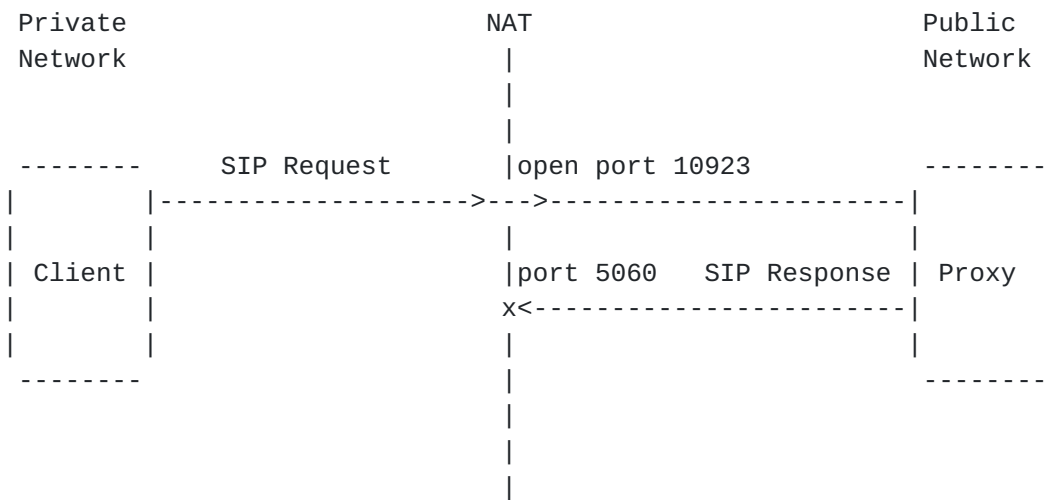 Private NAT Public
Network Network
SIP Request open port 10923
Client port 5060 SIP Response Proxy
x